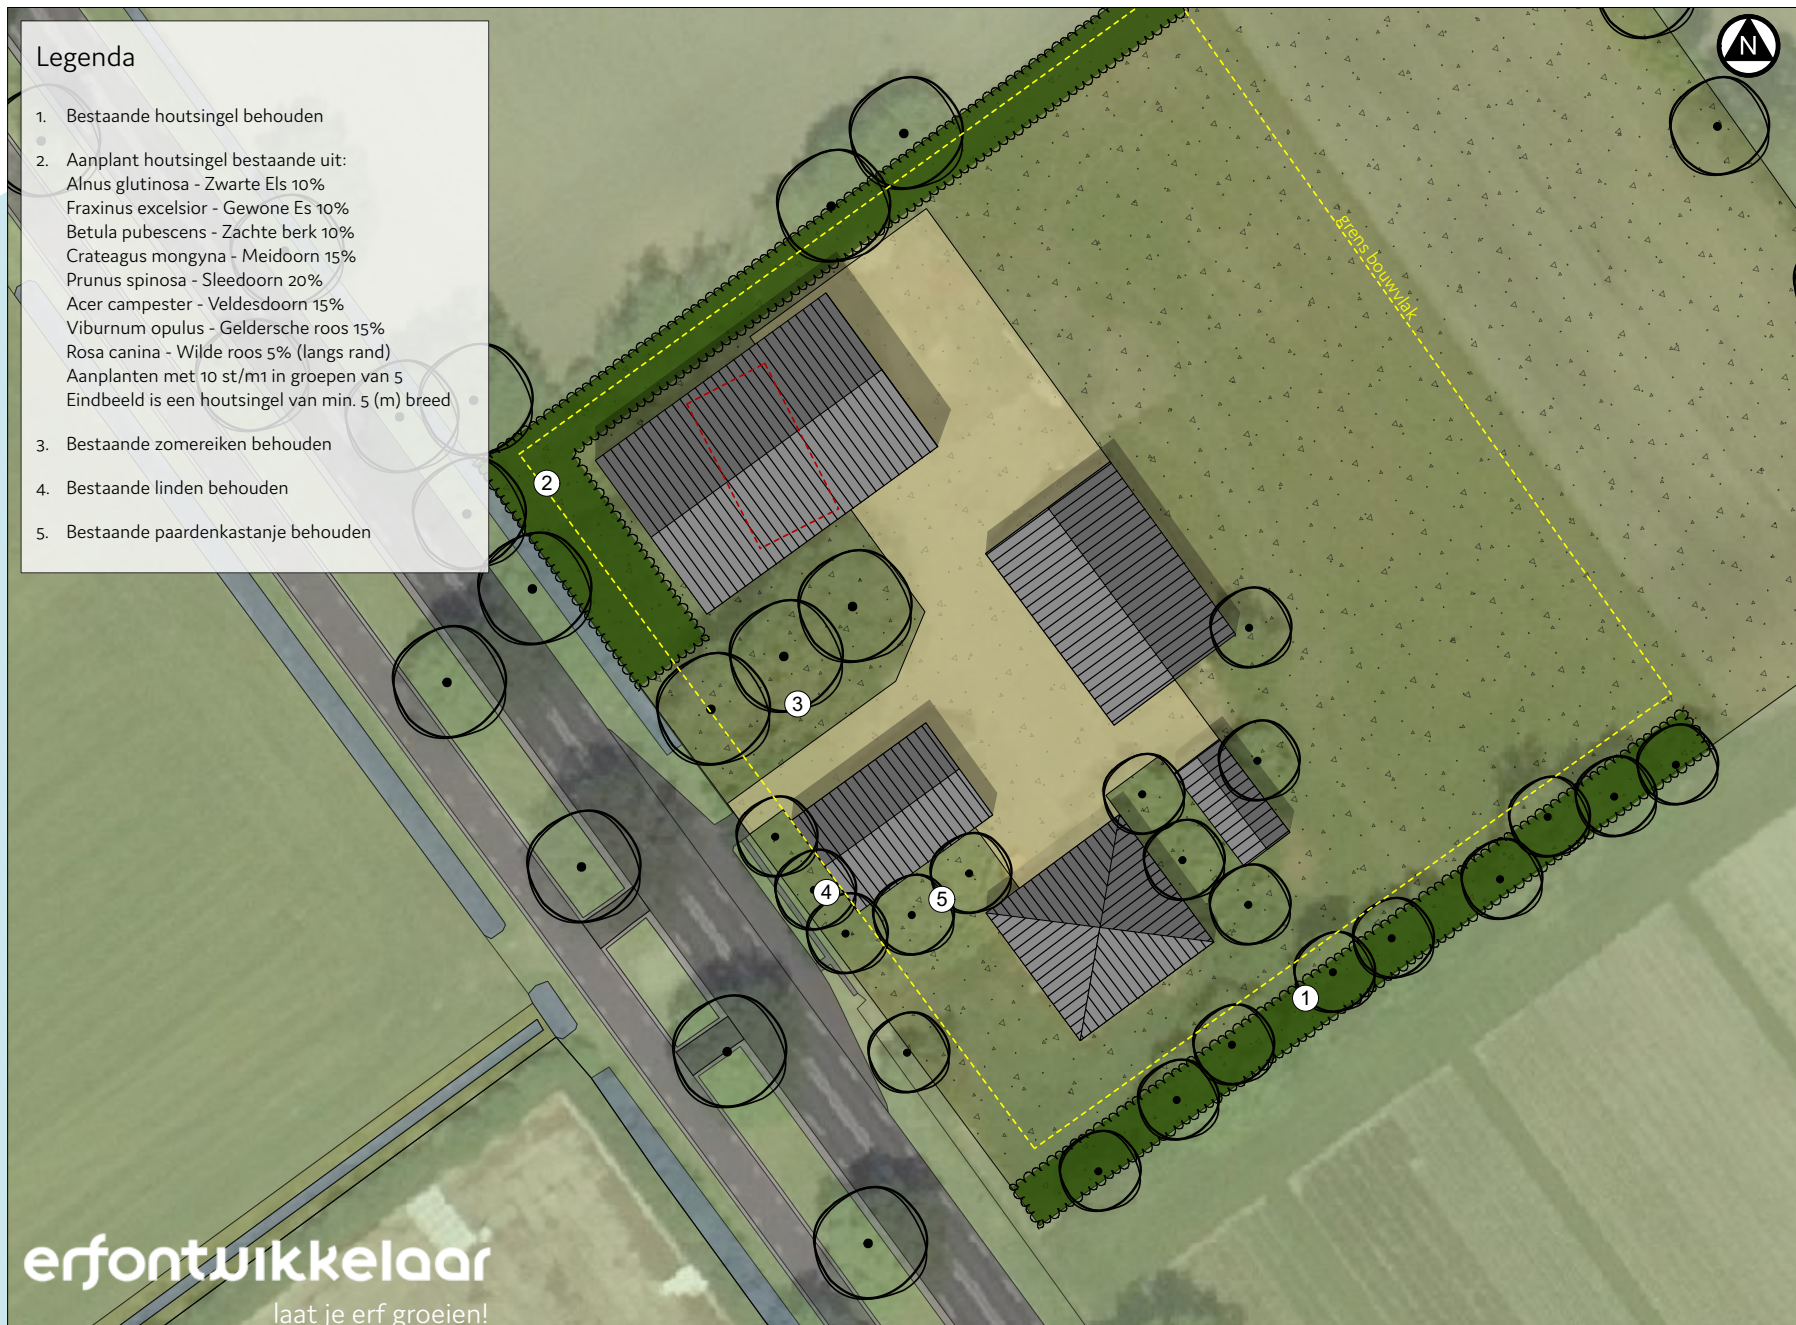 Legenda
1. Bestaande houtsingel behouden
2. Aanplant houtsingel bestaande uit:
Alnus glutinosa - Zwarte Els 10%
Fraxinus excelsior - Gewone Es 10%
Betula pubescens - Zachte berk 10%
Crateagus mongyna - Meidoorn 15%
Prunus spinosa - Sleedoorn 20%
Acer campester - Veldesdoorn 15%
Viburnum opulus - Geldersche roos 15%
Rosa canina - Wilde roos 5% (langs rand)
Aanplanten met 10 st/m1 in groepen van 5
Eindbeeld is een houtsingel van min. 5 (m) breed
3. Bestaande zomereiken behouden
4. Bestaande linden behouden
5. Bestaande paardenkastanje behouden
N
grens bouwvlak
2
3
4
5
1
erfontwikkelaar
laat je erf groeien!